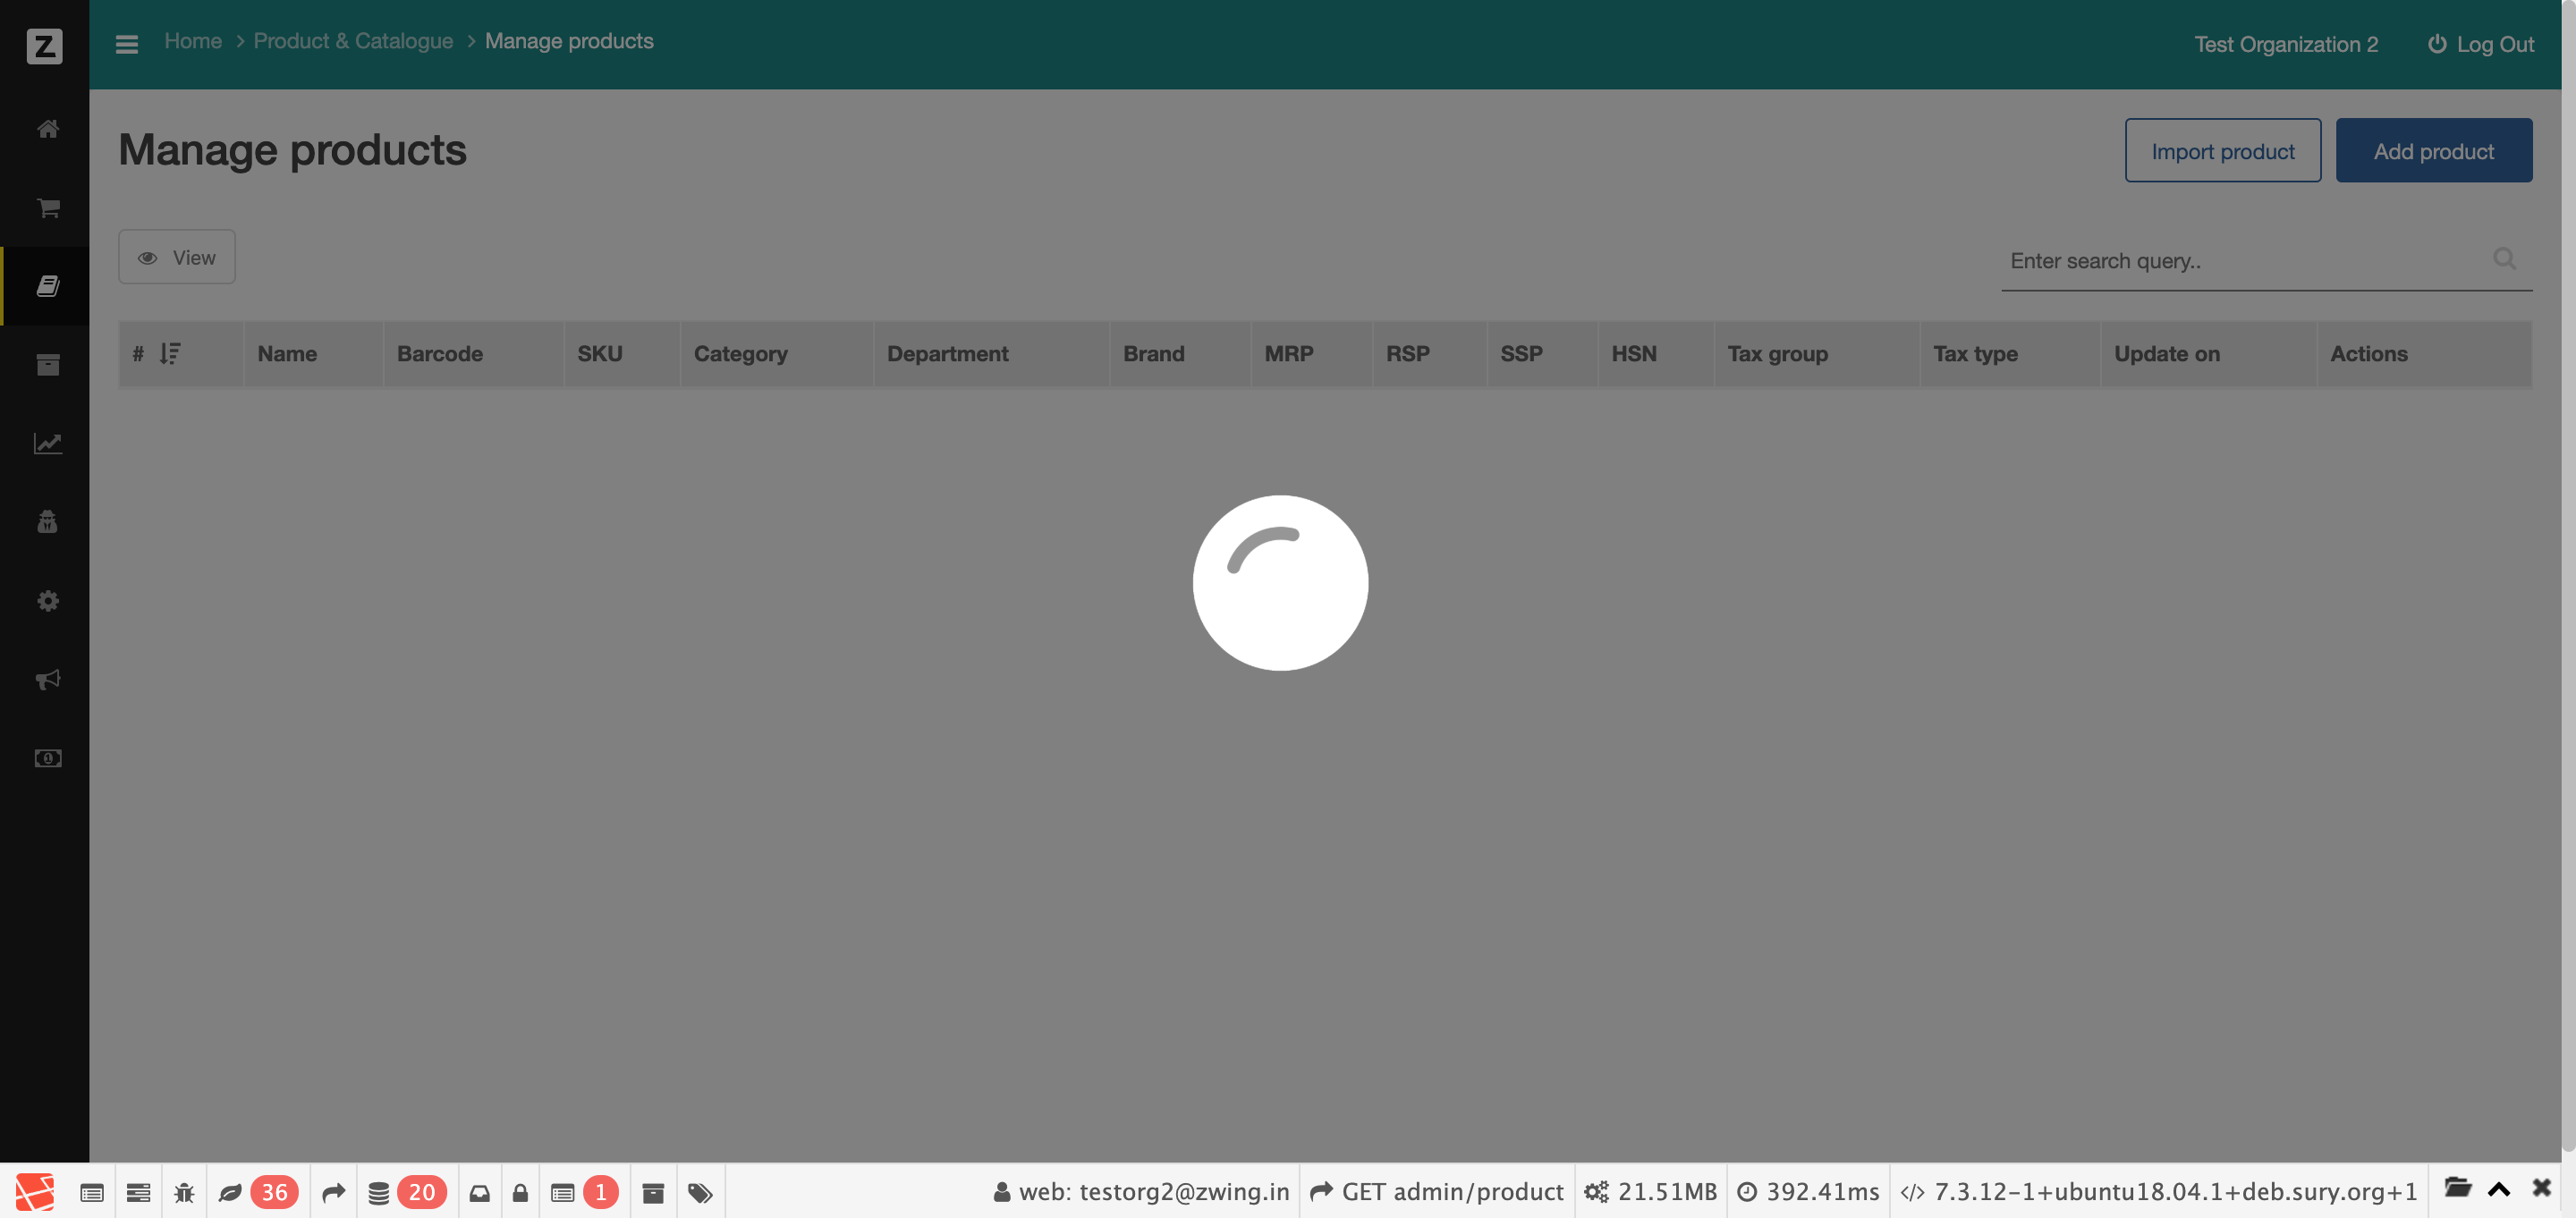 Z
Home > Product & Catalogue > Manage products
Test Organization 2
Log Out
Manage products
Import product
Add product
View
Enter search query..
# Name Barcode SKU Category Department Brand MRP RSP SSP HSN Tax group Tax type Update on Actions
36 20 1 web: testorg2@zwing.in GET admin/product 21.51MB 392.41ms 7.3.12-1+ubuntu18.04.1+deb.sury.org+1